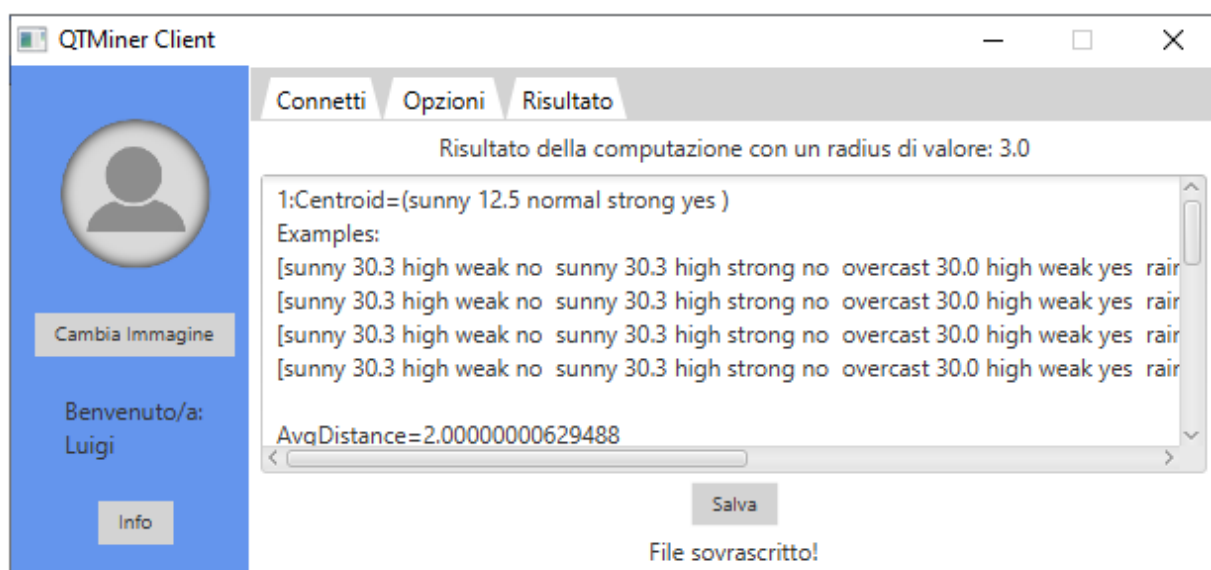 QTMiner Client
Connetti Opzioni Risultato
Risultato della computazione con un radius di valore: 3.0
1:Centroid=(sunny 12.5 normal strong yes )
Examples:
[sunny 30.3 high weak no  sunny 30.3 high strong no  overcast 30.0 high weak yes
[sunny 30.3 high weak no  sunny 30.3 high strong no  overcast 30.0 high weak yes
[sunny 30.3 high weak no  sunny 30.3 high strong no  overcast 30.0 high weak yes
[sunny 30.3 high weak no  sunny 30.3 high strong no  overcast 30.0 high weak yes
AvgDistance=2.00000000629488
Cambia Immagine
Benvenuto/a:
Luigi
Info
Salva
File sovrascritto!